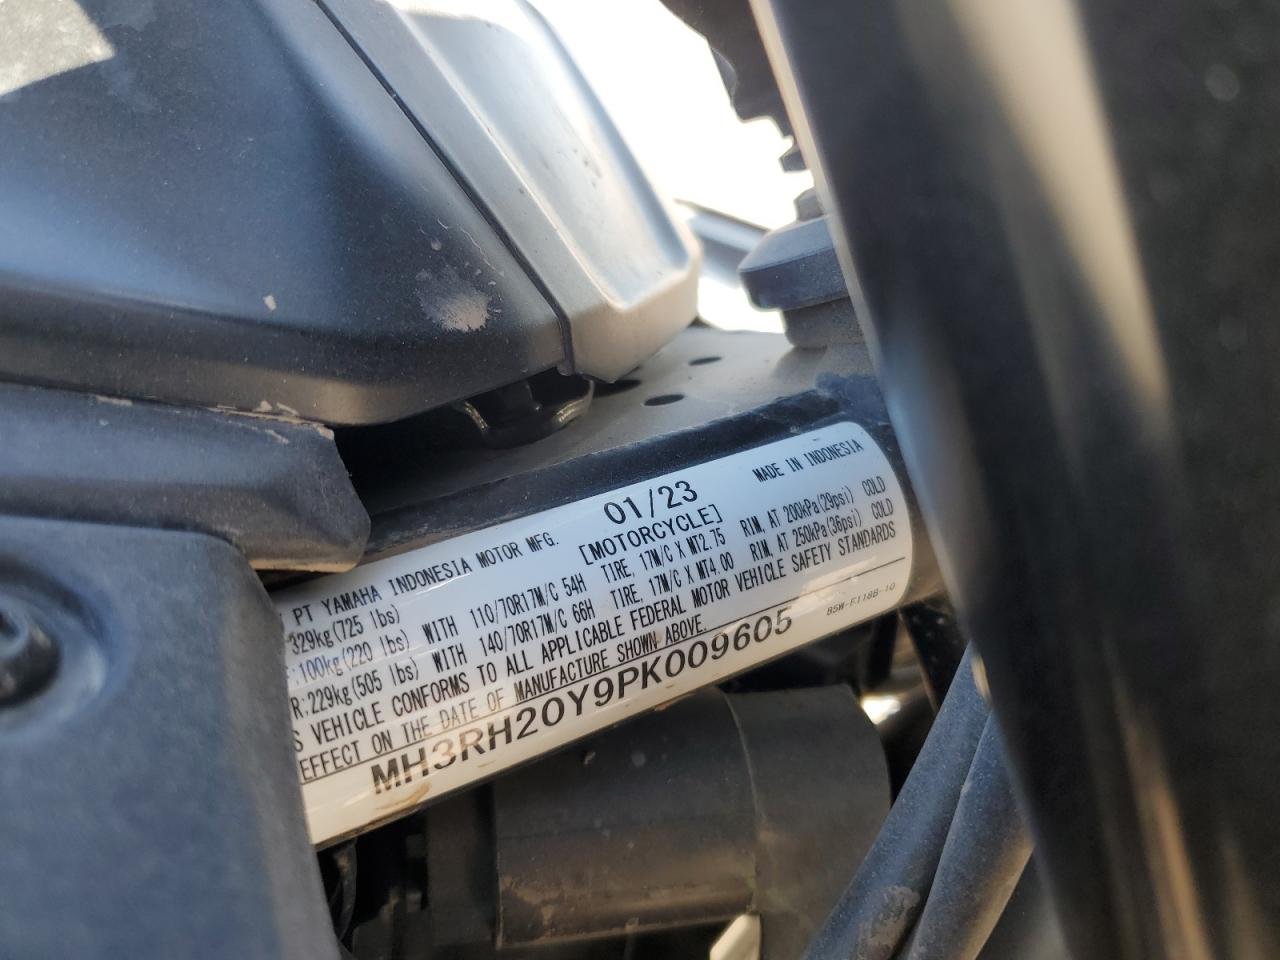 PT YAMAHA INDONESIA MOTOR MFG. 01/23 MADE IN INDONESIA
329kg(725 lbs) [MOTORCYCLE]
:100kg(220 lbs) WITH 110/70R17M/C 54H TIRE, 17M/C X MT2.75 RIM, AT 200kPa(29psi) COLD
R:229kg(505 lbs) WITH 140/70R17M/C 66H TIRE, 17M/C X MT4.00 RIM, AT 250kPa(36psi) COLD
S VEHICLE CONFORMS TO ALL APPLICABLE FEDERAL MOTOR VEHICLE SAFETY STANDARDS
EFFECT ON THE DATE OF MANUFACTURE SHOWN ABOVE.
MH3RH20Y9PK009605
B5W-F118B-10